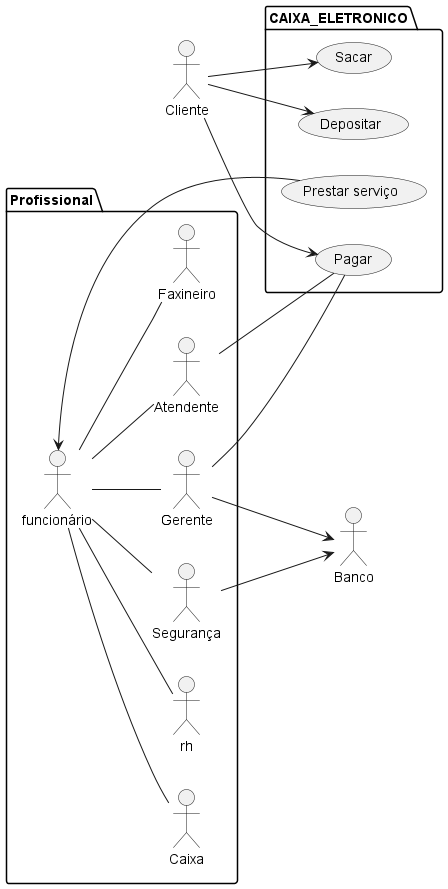 CAIXA_ELETRONICO
Sacar
Cliente
Depositar
Prestar serviço
Profissional
Pagar
Faxineiro
Atendente
funcionário
Gerente
Banco
Segurança
rh
Caixa